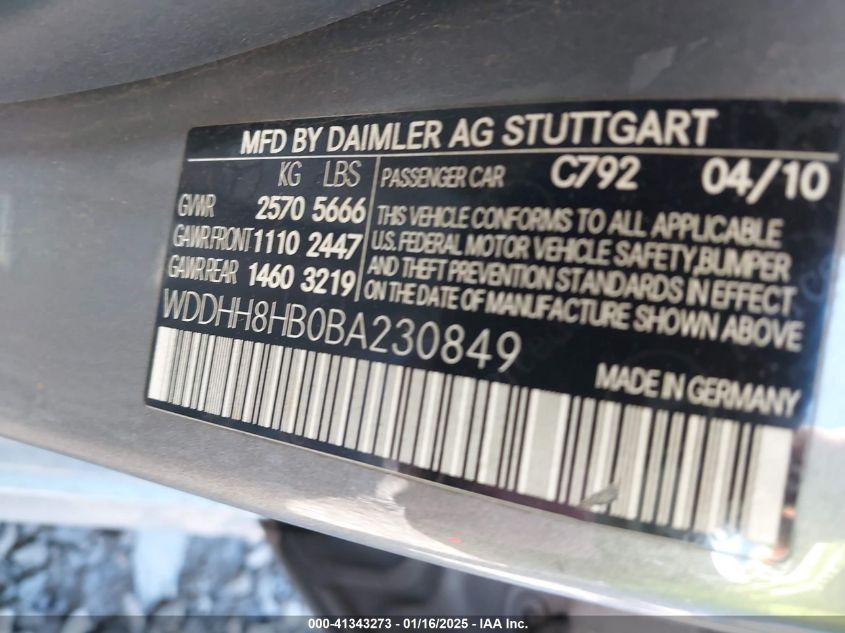 MFD BY DAIMLER AG STUTTGART
KG LBS
GVWR 2570 5666
GAWR FRONT 1110 2447
GAWR REAR 1460 3219
PASSENGER CAR C792 04/10
THIS VEHICLE CONFORMS TO ALL APPLICABLE
U.S. FEDERAL MOTOR VEHICLE SAFETY, BUMPER
AND THEFT PREVENTION STANDARDS IN EFFECT
ON THE DATE OF MANUFACTURE SHOWN ABOVE
WDDHH8HB0BA230849
MADE IN GERMANY
000-41343273 - 01/16/2025 - IAA Inc.